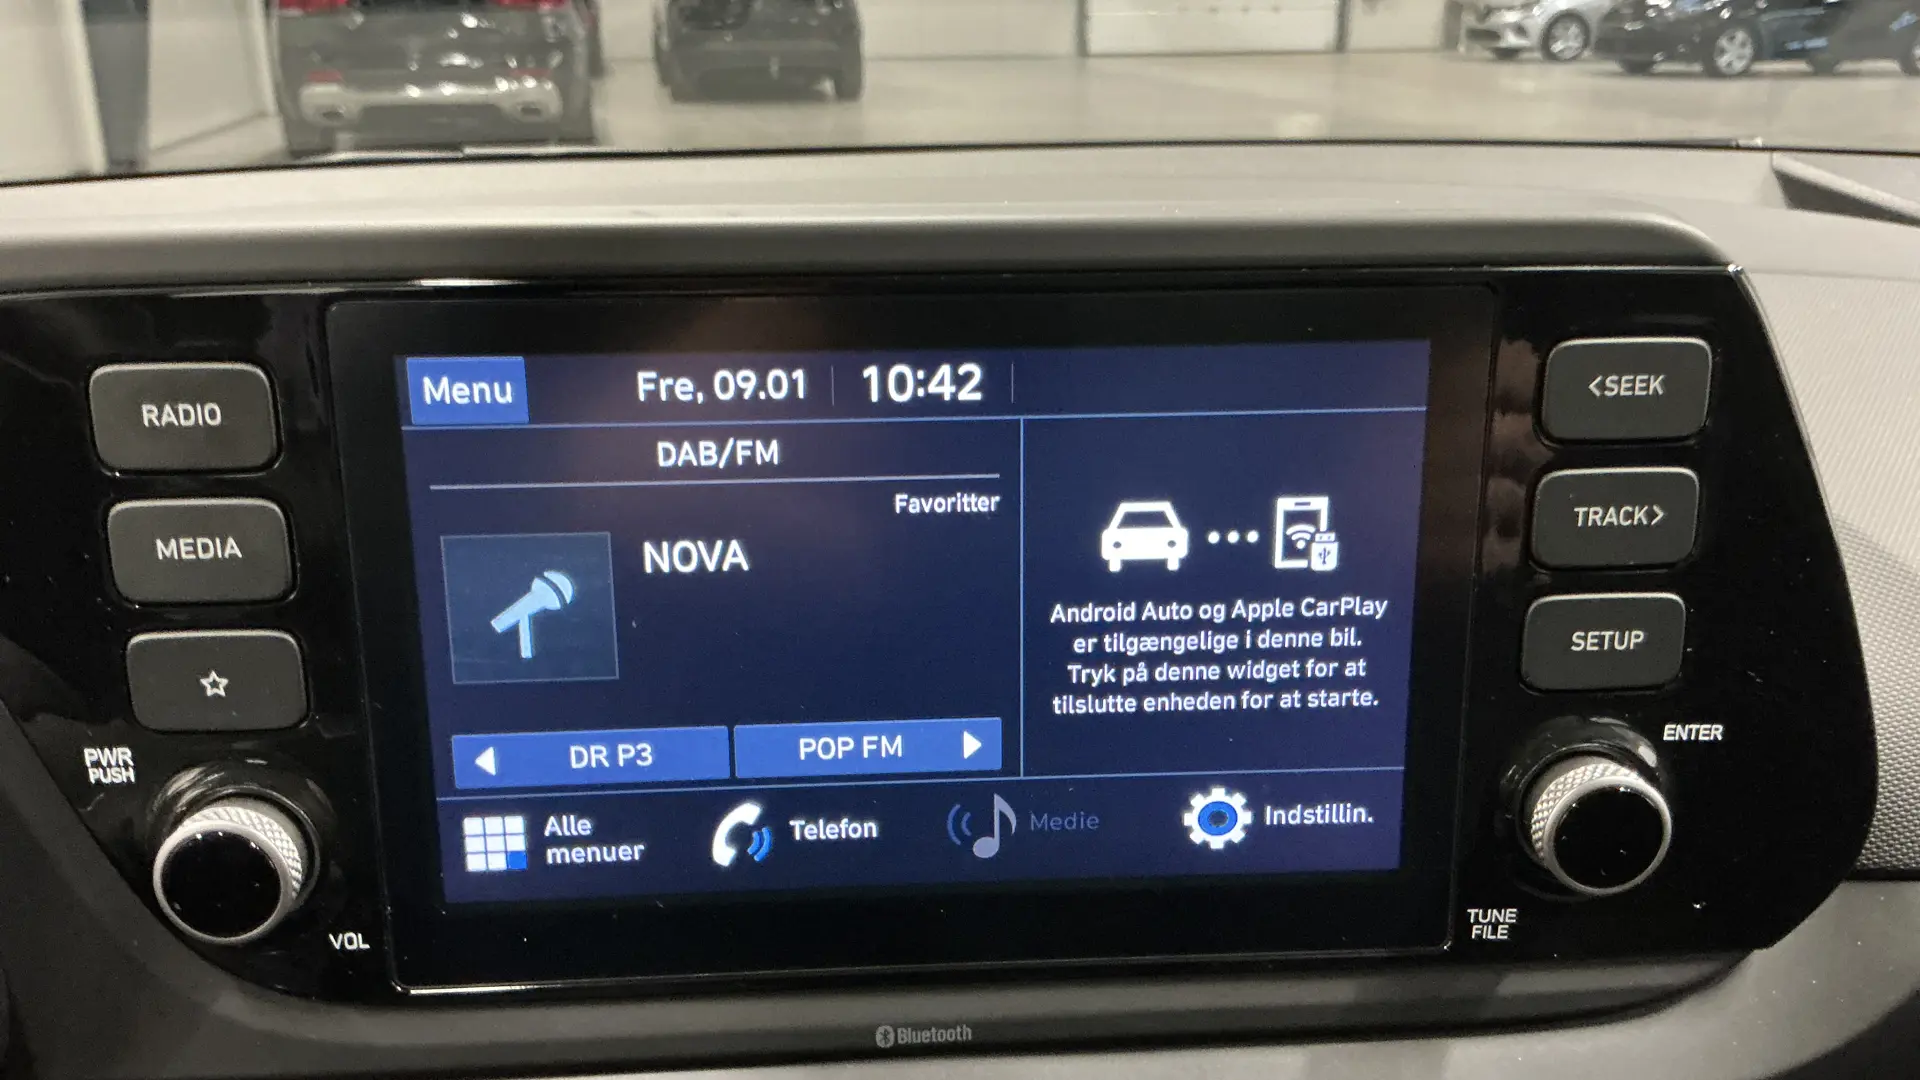 RADIO
MEDIA
PWR
PUSH
VOL
Menu
Fre, 09.01
10:42
DAB/FM
Favoritter
NOVA
DR P3
POP FM
Android Auto og Apple CarPlay
er tilgængelige i denne bil.
Tryk på denne widget for at
tilslutte enheden for at starte.
Alle
menuer
Telefon
Medie
Indstillin.
<SEEK
TRACK>
SETUP
ENTER
TUNE
FILE
Bluetooth